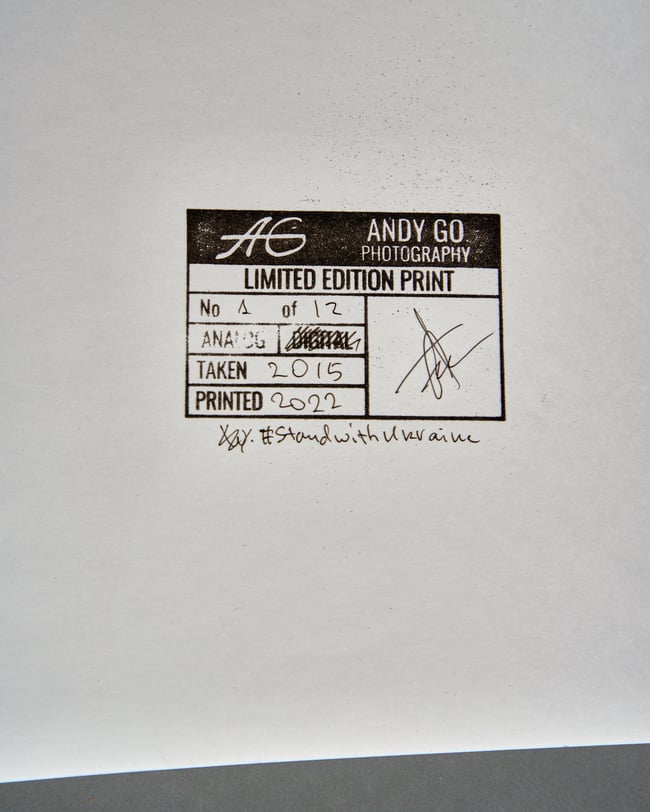 AG ANDY GO.
PHOTOGRAPHY
LIMITED EDITION PRINT
No 1 of 12
ANALOG DIGITAL
TAKEN 2015
PRINTED 2022
#StandwithUkraine